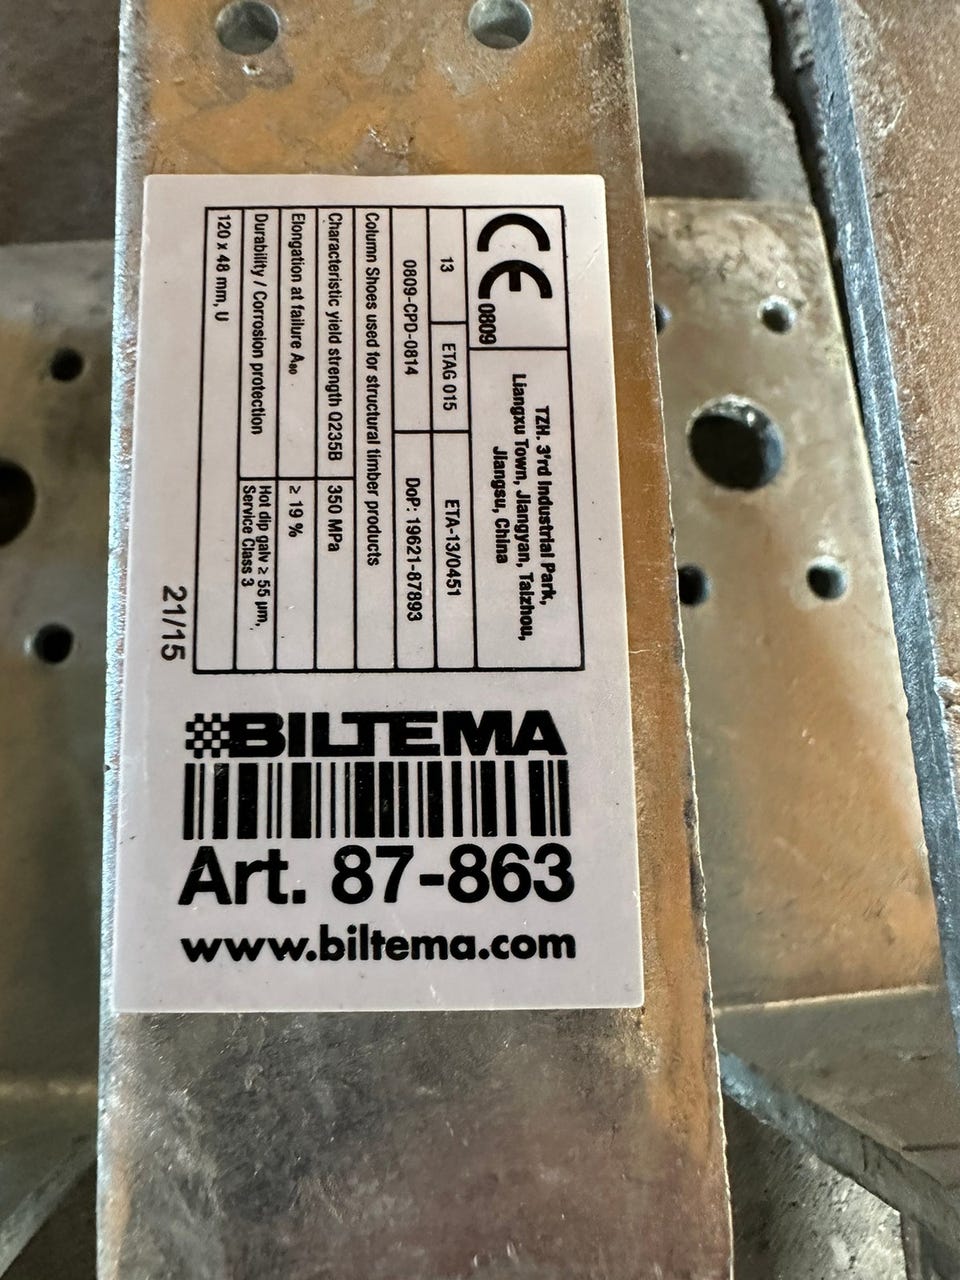 CE 0809
TZH. 3'rd Industrial Park,
Liangxu Town, Jiangyan, Taizhou,
Jiangsu, China
13 ETAG 015 ETA-13/0451
0809-CPD-0814 DoP: 19621-87893
Column Shoes used for structural timber products
Characteristic yield strength Q235B 350 MPa
Elongation at failure A₈₀ ≥ 19 %
Durability / Corrosion protection Hot dip galv ≥ 55 µm,
Service Class 3
120 x 48 mm, U
21/15
BILTEMA
Art. 87-863
www.biltema.com